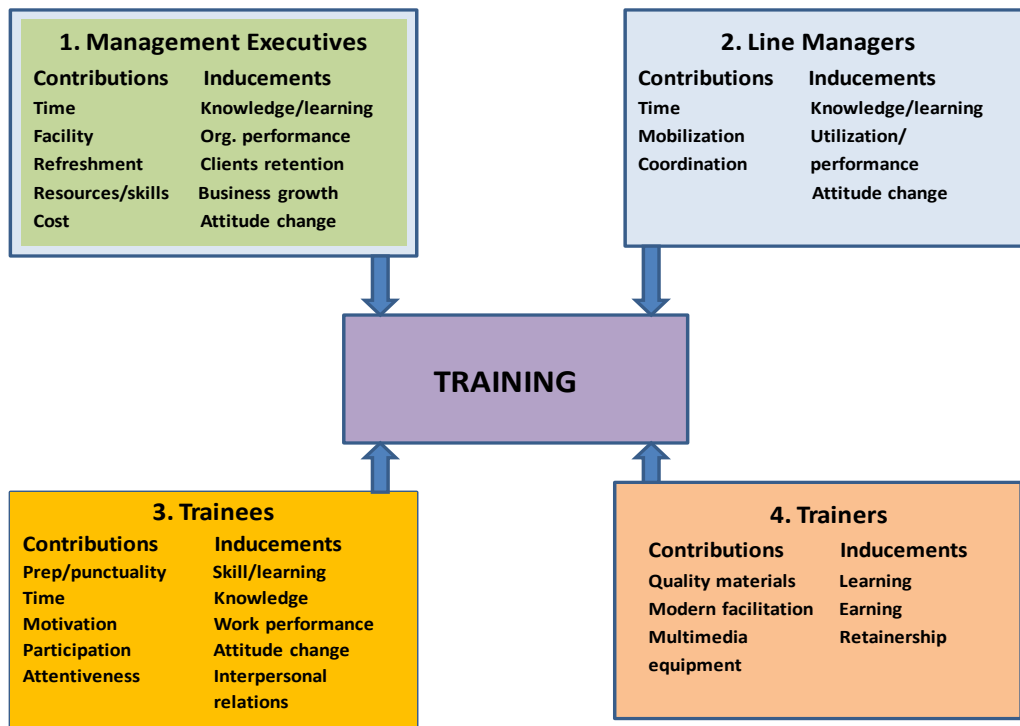 1. Management Executives
Contributions Inducements
Time Knowledge/learning
Facility Org. performance
Refreshment Clients retention
Resources/skills Business growth
Cost Attitude change
2. Line Managers
Contributions Inducements
Time Knowledge/learning
Mobilization Utilization/
Coordination performance
Attitude change
TRAINING
3. Trainees
Contributions Inducements
Prep/punctuality Skill/learning
Time Knowledge
Motivation Work performance
Participation Attitude change
Attentiveness Interpersonal
relations
4. Trainers
Contributions Inducements
Quality materials Learning
Modern facilitation Earning
Multimedia Retainership
equipment